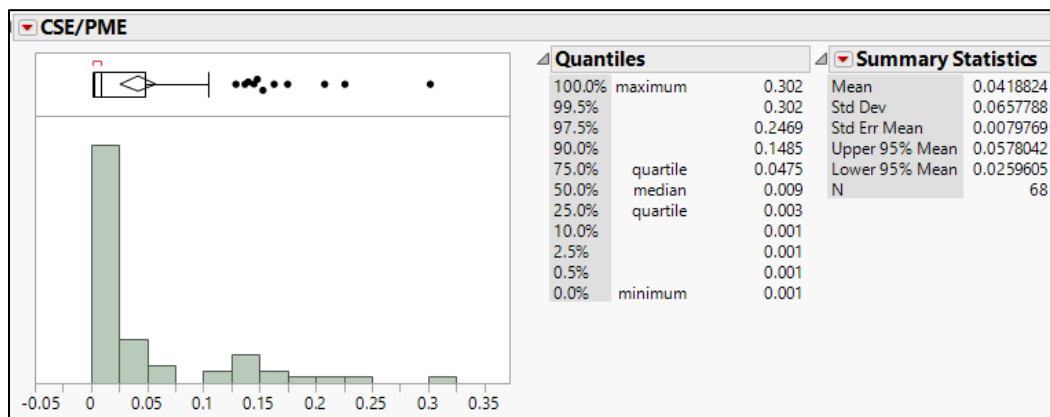 CSE/PME
-0.05 0 0.05 0.1 0.15 0.2 0.25 0.3 0.35
Quantiles
100.0% maximum 0.302
99.5% 0.302
97.5% 0.2469
90.0% 0.1485
75.0% quartile 0.0475
50.0% median 0.009
25.0% quartile 0.003
10.0% 0.001
2.5% 0.001
0.5% 0.001
0.0% minimum 0.001
Summary Statistics
Mean 0.0418824
Std Dev 0.0657788
Std Err Mean 0.0079769
Upper 95% Mean 0.0578042
Lower 95% Mean 0.0259605
N 68